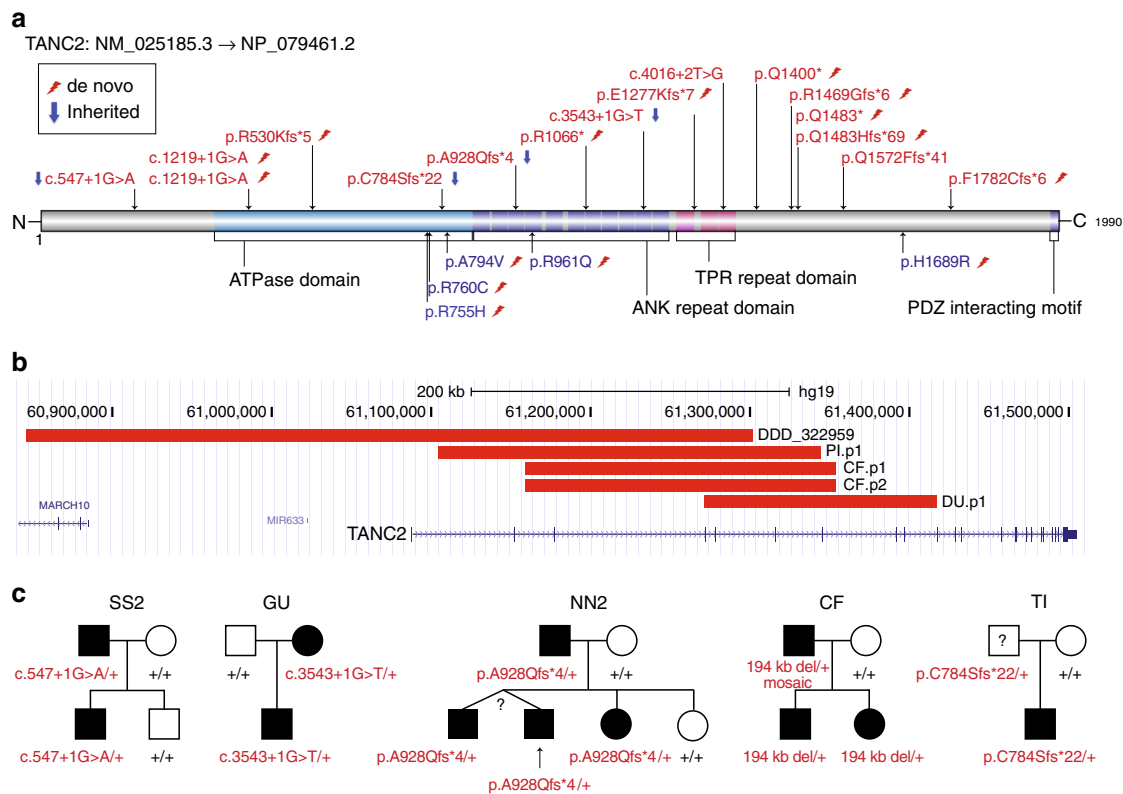 a
TANC2: NM_025185.3 → NP_079461.2
de novo
Inherited
c.4016+2T>G
p.Q1400*
p.E1277Kfs*7
p.R1469Gfs*6
c.3543+1G>T
p.Q1483*
p.R530Kfs*5
p.R1066*
p.Q1483Hfs*69
c.1219+1G>A
p.A928Qfs*4
p.Q1572Ffs*41
c.547+1G>A
c.1219+1G>A
p.C784Sfs*22
p.F1782Cfs*6
N
C
1990
1
p.A794V
p.R961Q
p.H1689R
ATPase domain
TPR repeat domain
p.R760C
ANK repeat domain
PDZ interacting motif
p.R755H
b
200 kb
hg19
60,900,000
61,000,000
61,100,000
61,200,000
61,300,000
61,400,000
61,500,000
DDD_322959
PI.p1
CF.p1
CF.p2
DU.p1
MARCH10
MIR633
TANC2
c
SS2
GU
NN2
CF
TI
?
c.547+1G>A/+
+/+
+/+
c.3543+1G>T/+
p.A928Qfs*4/+
+/+
194 kb del/+
mosaic
+/+
p.C784Sfs*22/+
+/+
?
c.547+1G>A/+
+/+
c.3543+1G>T/+
p.A928Qfs*4/+
p.A928Qfs*4/+
+/+
194 kb del/+
194 kb del/+
p.C784Sfs*22/+
p.A928Qfs*4/+